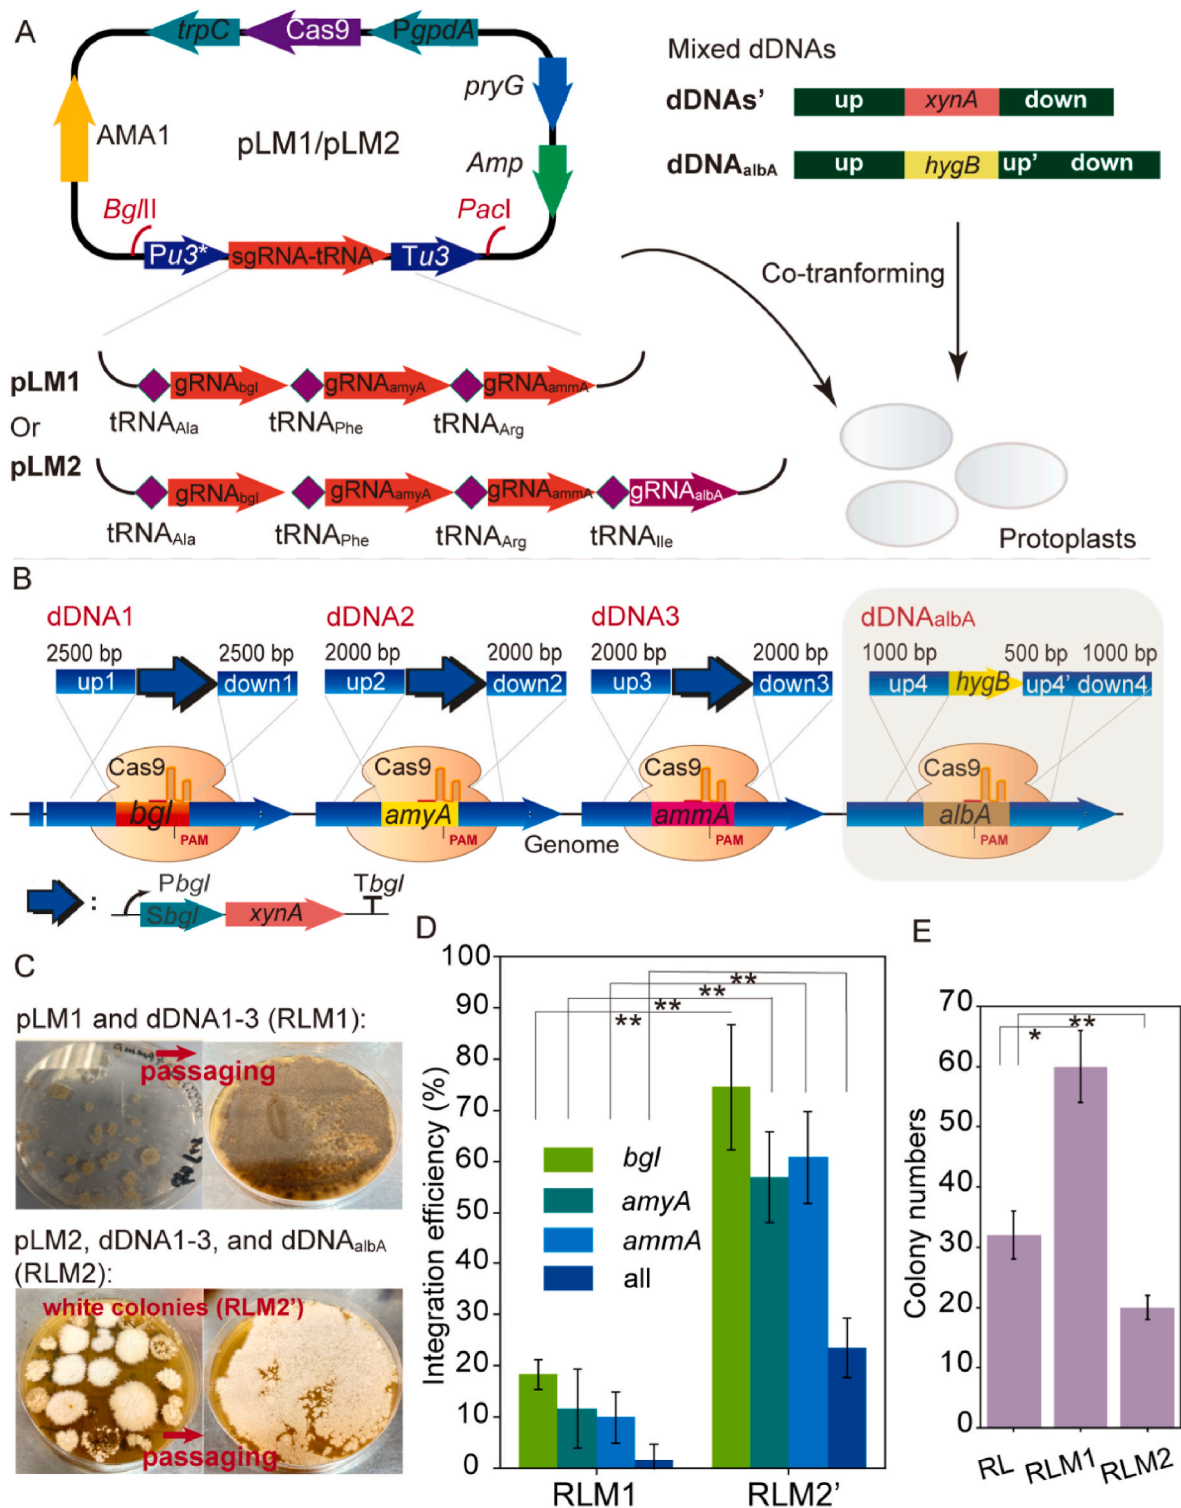 A
trpC
Cas9
PgpdA
pryG
Amp
AMA1
pLM1/pLM2
BglII
PacI
Pu3*
sgRNA-tRNA
Tu3
Mixed dDNAs
dDNAs'
up
xynA
down
dDNAalbA
up
hygB
up'
down
Co-tranforming
pLM1
gRNAbgl
gRNAamyA
gRNAammA
tRNAAla
tRNAPhe
tRNAArg
Or
pLM2
gRNAbgl
gRNAamyA
gRNAammA
gRNAalbA
tRNAAla
tRNAPhe
tRNAArg
tRNAIle
Protoplasts
B
dDNA1
dDNA2
dDNA3
dDNAalbA
2500 bp
2500 bp
2000 bp
2000 bp
2000 bp
2000 bp
1000 bp
500 bp
1000 bp
up1
down1
up2
down2
up3
down3
up4
hygB
up4'
down4
Cas9
Cas9
Cas9
Cas9
bgl
amyA
ammA
albA
PAM
PAM
PAM
PAM
Genome
:
Pbgl
Tbgl
Sbgl
xynA
C
pLM1 and dDNA1-3 (RLM1):
passaging
pLM2, dDNA1-3, and dDNAalbA
(RLM2):
white colonies (RLM2')
passaging
D
Integration efficiency (%)
100
90
80
70
60
50
40
30
20
10
0
**
**
**
**
bgl
amyA
ammA
all
RLM1
RLM2'
E
Colony numbers
70
60
50
40
30
20
10
0
*
**
RL
RLM1
RLM2